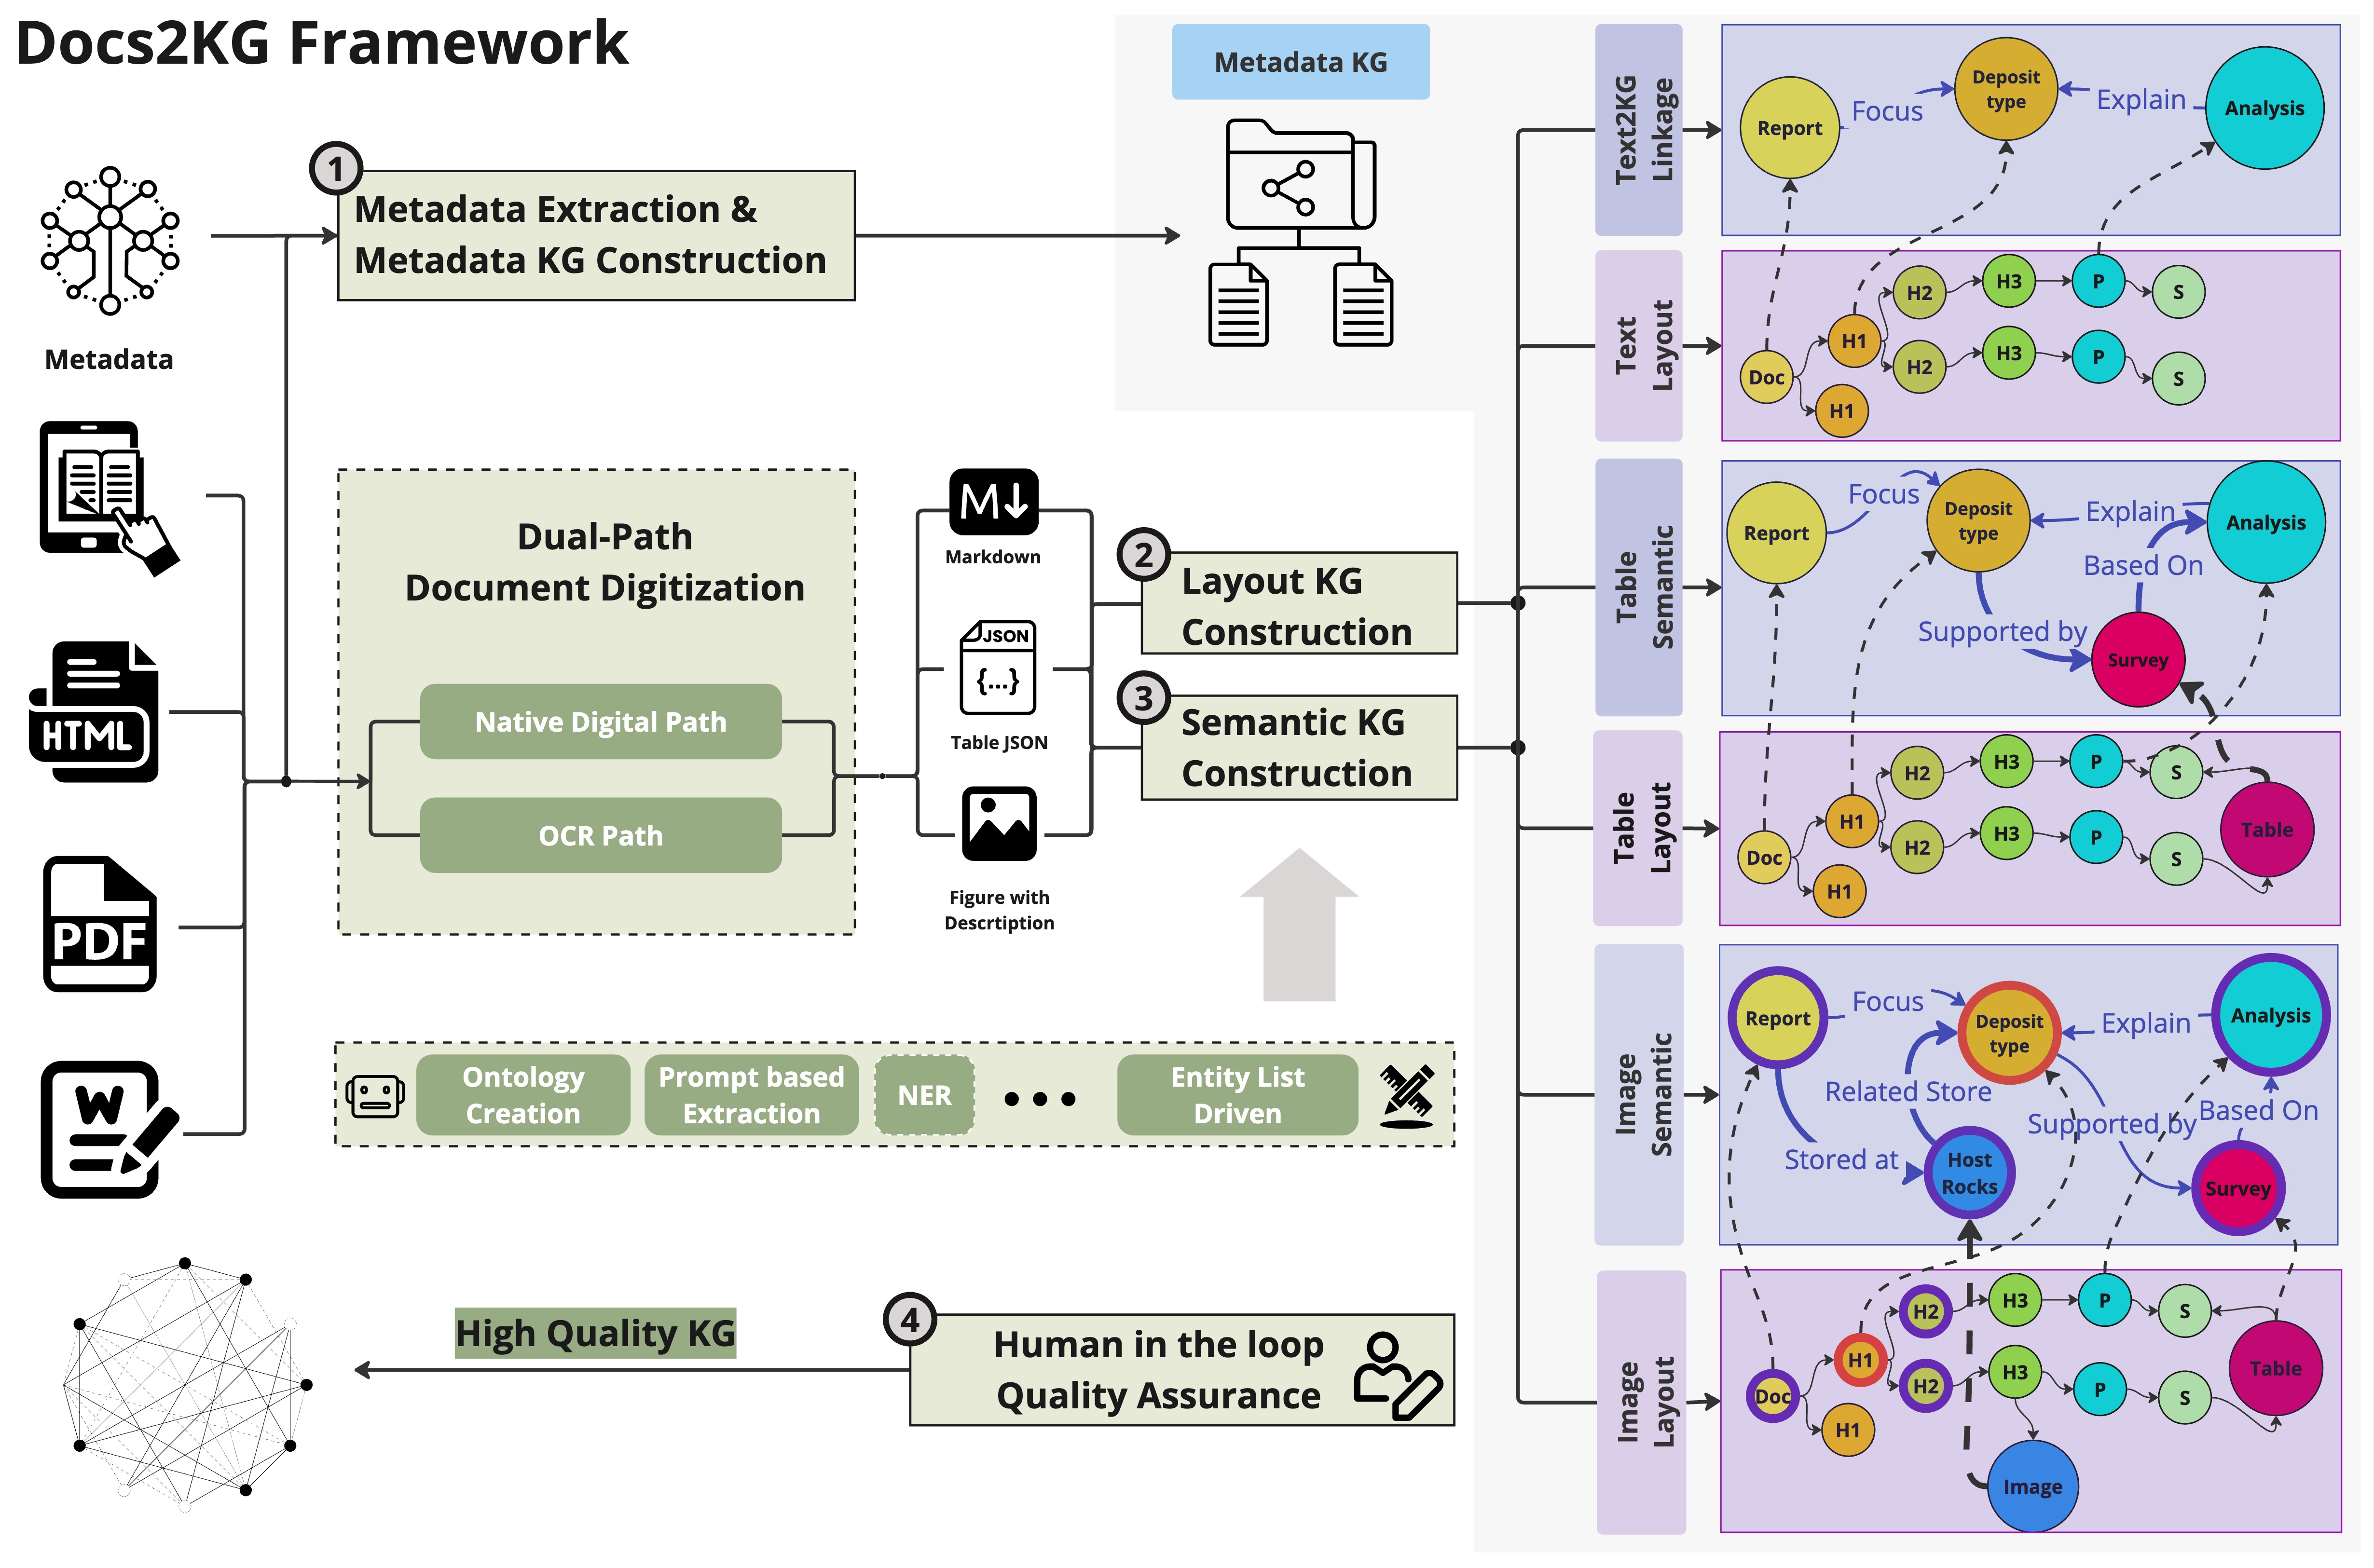 Docs2KG Framework
Metadata
HTML
PDF
W
1
Metadata Extraction &
Metadata KG Construction
Metadata KG
Dual-Path
Document Digitization
Native Digital Path
OCR Path
M
Markdown
JSON
{...}
Table JSON
Figure with
Descrtiption
2
Layout KG
Construction
3
Semantic KG
Construction
Ontology
Creation
Prompt based
Extraction
NER
Entity List
Driven
4
Human in the loop
Quality Assurance
High Quality KG
Text2KG
Linkage
Report
Focus
Deposit
type
Explain
Analysis
Text
Layout
Doc
H1
H1
H2
H3
P
S
H2
H3
P
S
Table
Semantic
Report
Focus
Deposit
type
Explain
Analysis
Based On
Supported by
Survey
Table
Layout
Doc
H1
H1
H2
H3
P
S
H2
H3
P
S
Table
Image
Semantic
Report
Focus
Deposit
type
Explain
Analysis
Related Store
Supported by
Based On
Stored at
Host
Rocks
Survey
Image
Layout
Doc
H1
H1
H2
H3
P
S
H2
H3
P
S
Table
Image